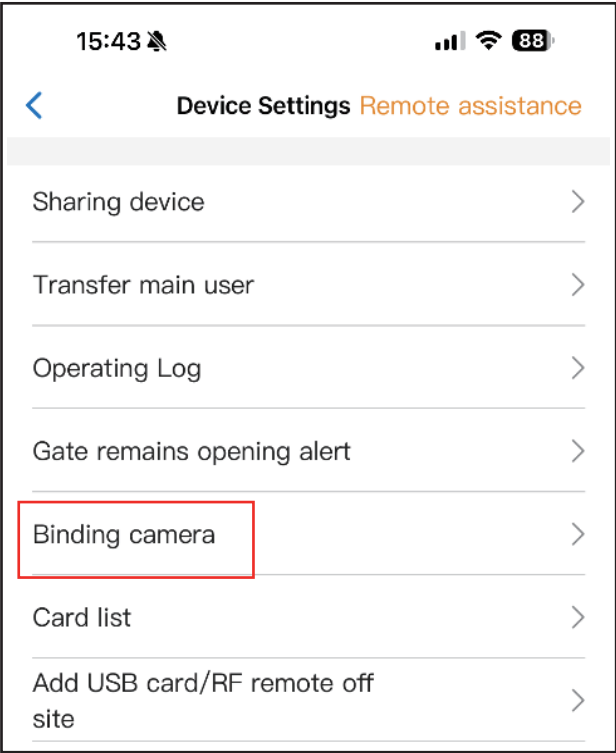 15:43
88
Device Settings Remote assistance
Sharing device
Transfer main user
Operating Log
Gate remains opening alert
Binding camera
Card list
Add USB card/RF remote off
site